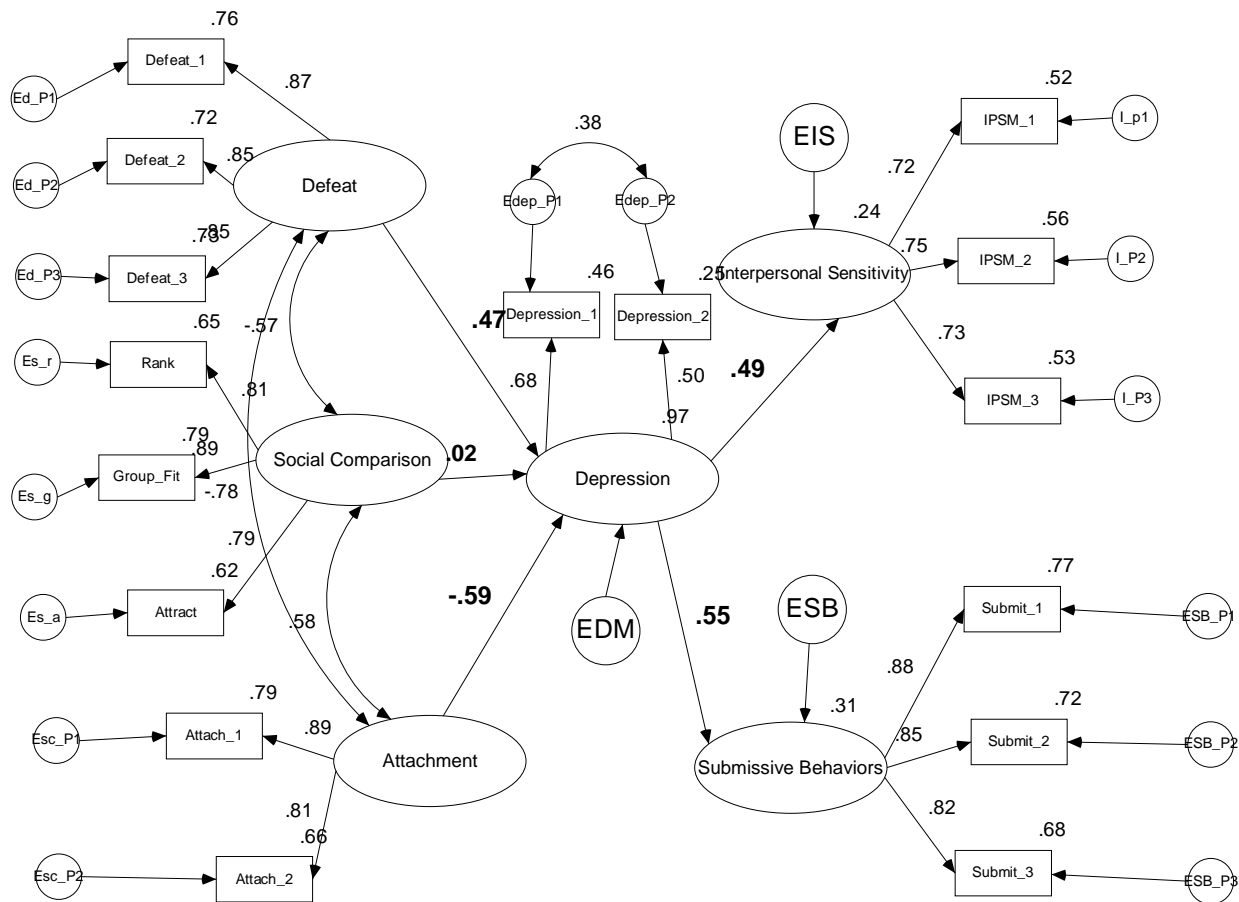 .76
Defeat_1
Ed_P1
.87
.72
Defeat_2
Ed_P2
.85
Defeat
.85
Defeat_3
Ed_P3
.65
Rank
Es_r
-.57
.81
.79
.89
Group_Fit
Es_g
-.78
Social Comparison
.02
.79
.62
Attract
Es_a
.58
.79
Attach_1
Esc_P1
.89
Attachment
.81
.66
Attach_2
Esc_P2
.47
-.59
.38
Edep_P1
Edep_P2
.46
Depression_1
.25
Depression_2
.68
.50
.97
Depression
EDM
.49
.55
EIS
.24
Interpersonal Sensitivity
.72
.52
IPSM_1
I_p1
.75
.56
IPSM_2
I_P2
.73
.53
IPSM_3
I_P3
ESB
.31
Submissive Behaviors
.88
.77
Submit_1
ESB_P1
.85
.72
Submit_2
ESB_P2
.82
.68
Submit_3
ESB_P3